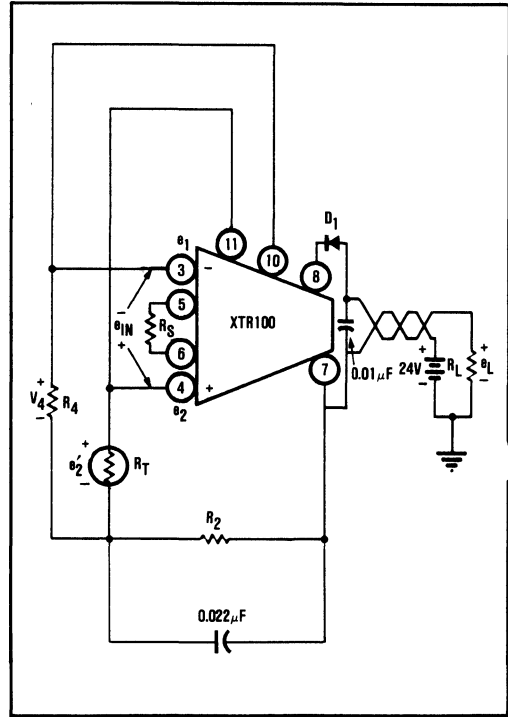 D1
e1
11
10
8
3
−
−
5
eIN
RS
XTR100
6
+
4
+
e2
7
0.01μF
24V
+
−
RL
+
eL
−
+
V4
−
R4
+
e2′
−
RT
R2
0.022μF